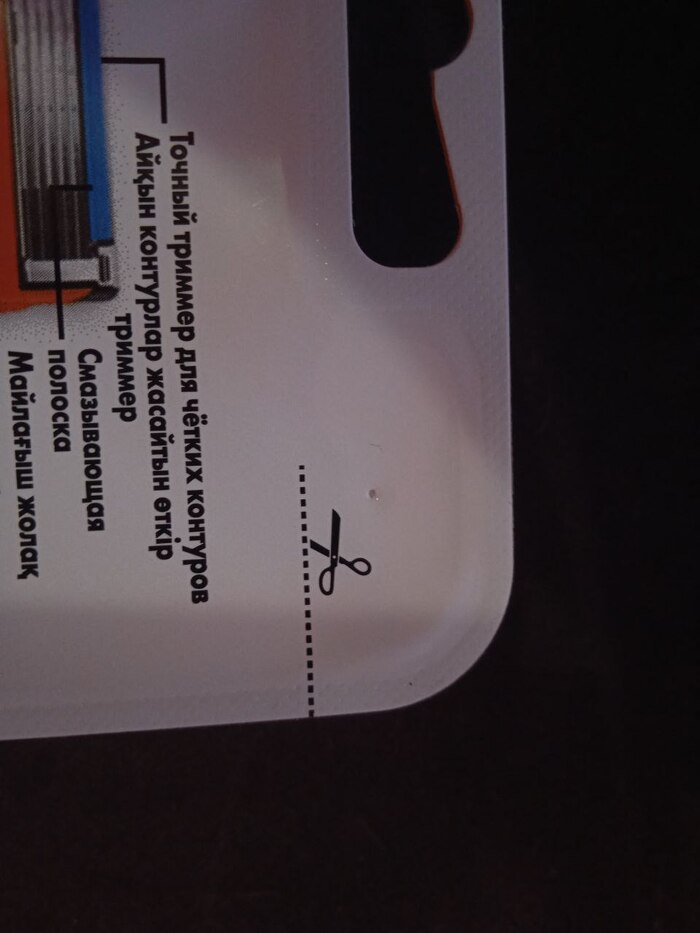 Точный триммер для чётких контуров
Айқын контурлар жасайтын өткір
триммер
Смазывающая
полоска
Майлағыш жолақ